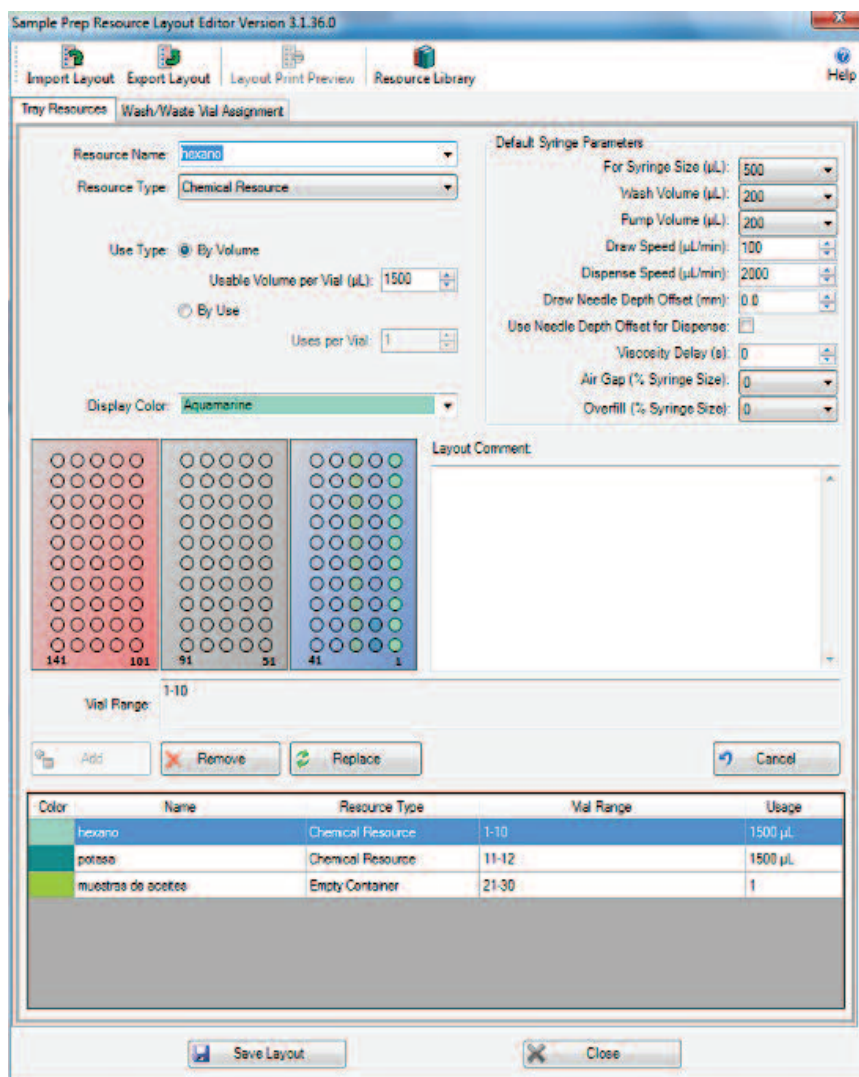 Sample Prep Resource Layout Editor Version 3.1.36.0
Import Layout Export Layout Layout Print Preview Resource Library Help
Tray Resources Wash/Waste Vial Assignment
Resource Name: hexano
Resource Type: Chemical Resource
Use Type: By Volume
Usable Volume per Vial (µL): 1500
By Use
Uses per Vial: 1
Display Color: Aquamarine
Default Syringe Parameters
For Syringe Size (µL): 500
Wash Volume (µL): 200
Pump Volume (µL): 200
Draw Speed (µL/min): 100
Dispense Speed (µL/min): 2000
Draw Needle Depth Offset (mm): 0.0
Use Needle Depth Offset for Dispense:
Viscosity Delay (s): 0
Air Gap (% Syringe Size): 0
Overfill (% Syringe Size): 0
141 101 91 51 41 1
Layout Comment:
Vial Range: 1-10
Add Remove Replace Cancel
Color Name Resource Type Vial Range Usage
hexano Chemical Resource 1-10 1500 µL
potasa Chemical Resource 11-12 1500 µL
muestras de aceites Empty Container 21-30 1
Save Layout Close